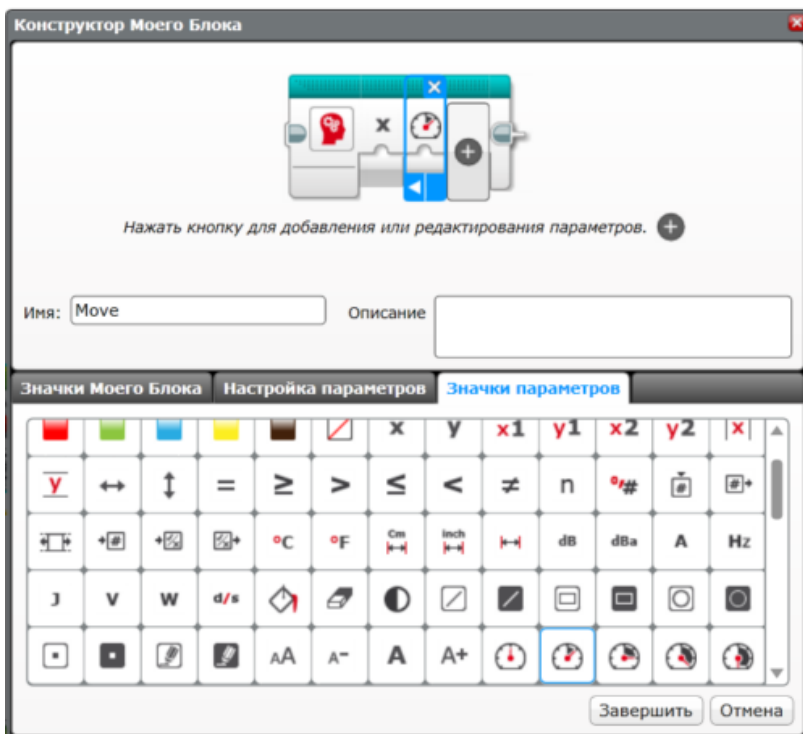 Конструктор Моего Блока
x
Нажать кнопку для добавления или редактирования параметров.
Имя: Move Описание
Значки Моего Блока Настройка параметров Значки параметров
x y x1 y1 x2 y2 |x|
y = ≥ > ≤ < ≠ n °/# # #
# °C °F Cm inch dB dBa A Hz
J V W d/s
AA A− A A+
Завершить Отмена